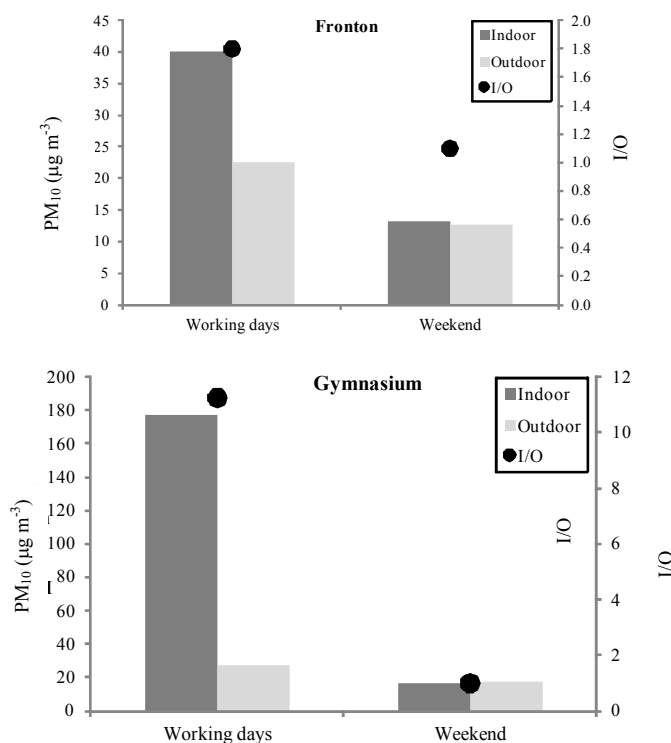 Fronton
45
40
35
30
25
20
15
10
5
0
PM₁₀ (µg m⁻³)
Indoor
Outdoor
I/O
2.0
1.8
1.6
1.4
1.2
1.0
0.8
0.6
0.4
0.2
0.0
I/O
Working days Weekend
Gymnasium
200
180
160
140
120
100
80
60
40
20
0
PM₁₀ (µg m⁻³)
Indoor
Outdoor
I/O
12
10
8
6
4
2
0
I/O
I/O
Working days Weekend